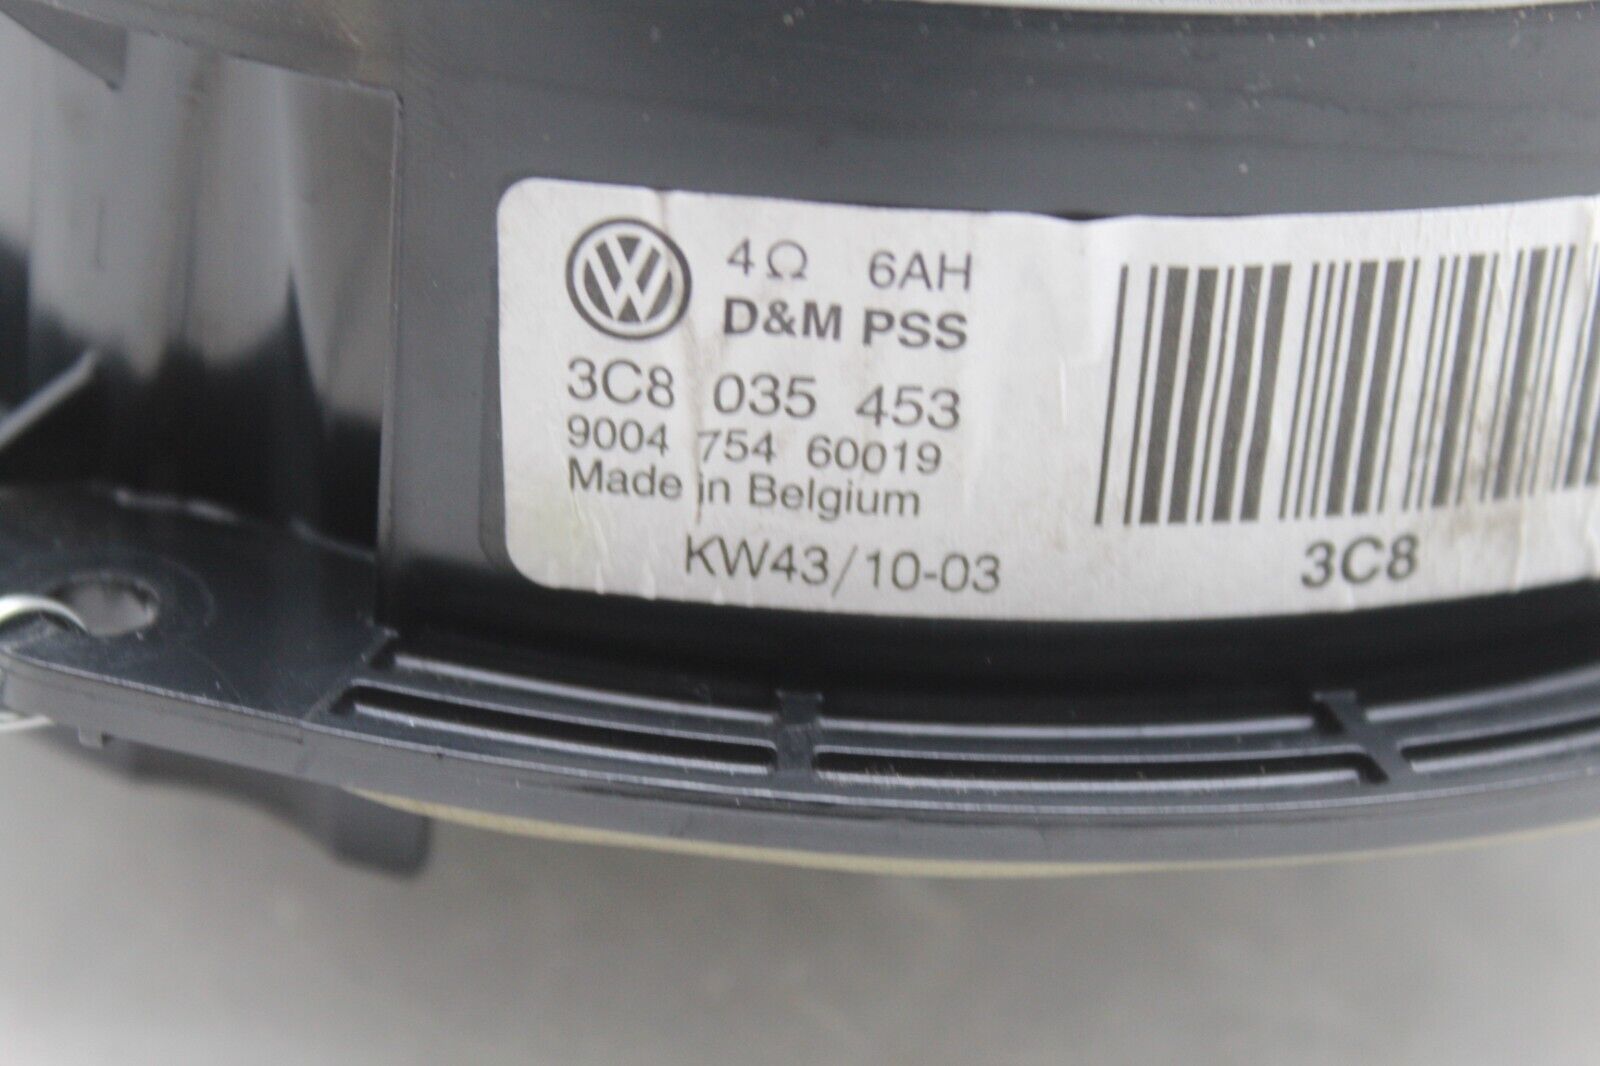 4Ω 6AH
D&M PSS
3C8 035 453
9004 754 60019
Made in Belgium
KW43/10-03
3C8